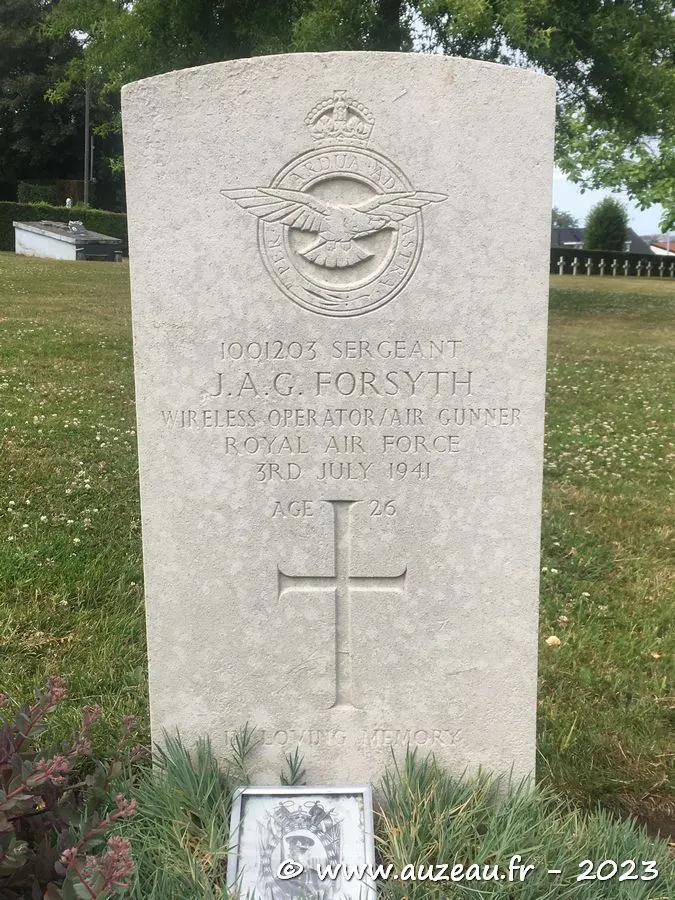 PER ARDUA AD ASTRA
1001203 SERGEANT
J.A.G. FORSYTH
WIRELESS OPERATOR/AIR GUNNER
ROYAL AIR FORCE
3RD JULY 1941
AGE 26
IN LOVING MEMORY
© www.auzeau.fr - 2023